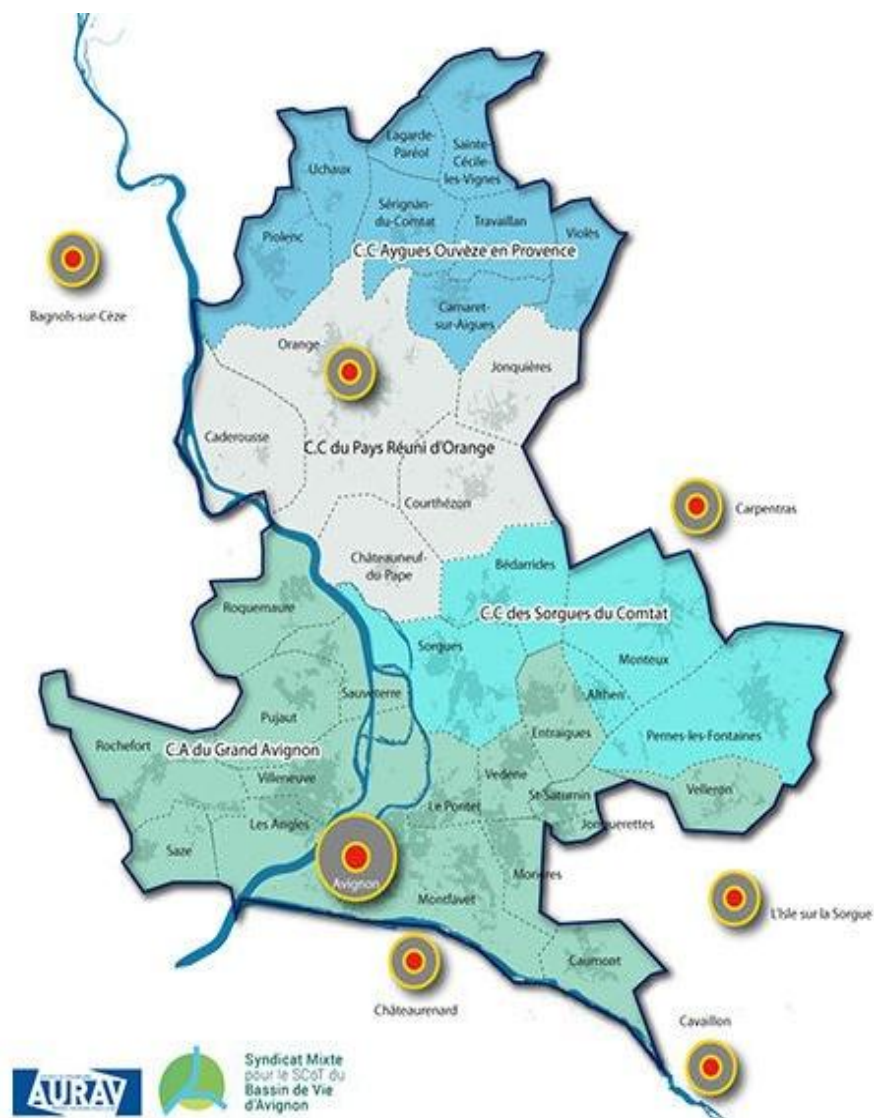 Lagarde-
Paréol
Sainte-
Cécile-
les-Vignes
Uchaux
Sérignan-
du-Comtat
Travaillan
Violès
Piolenc
C.C Aygues Ouvèze en Provence
Bagnols-sur-Cèze
Camaret-
sur-Aigues
Orange
Jonquières
Caderousse
C.C du Pays Réuni d'Orange
Courthézon
Carpentras
Châteauneuf-
du-Pape
Bédarrides
Roquemaure
C.C des Sorgues du Comtat
Sorgues
Monteux
Sauveterre
Althen
Pujaut
Entraigues
Pernes-les-Fontaines
Rochefort
C.A du Grand Avignon
Villeneuve
Vedène
Velleron
St-Saturnin
Le Pontet
Les Angles
Jonquerettes
Saze
Avignon
Montfavet
Morières
L'Isle sur la Sorgue
Caumont
Châteaurenard
Cavaillon
AURAV
Syndicat Mixte
pour le SCoT du
Bassin de Vie
d'Avignon